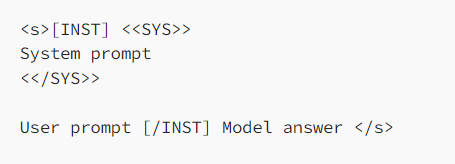 <s>[INST] <<SYS>>
System prompt
<</SYS>>
User prompt [/INST] Model answer </s>